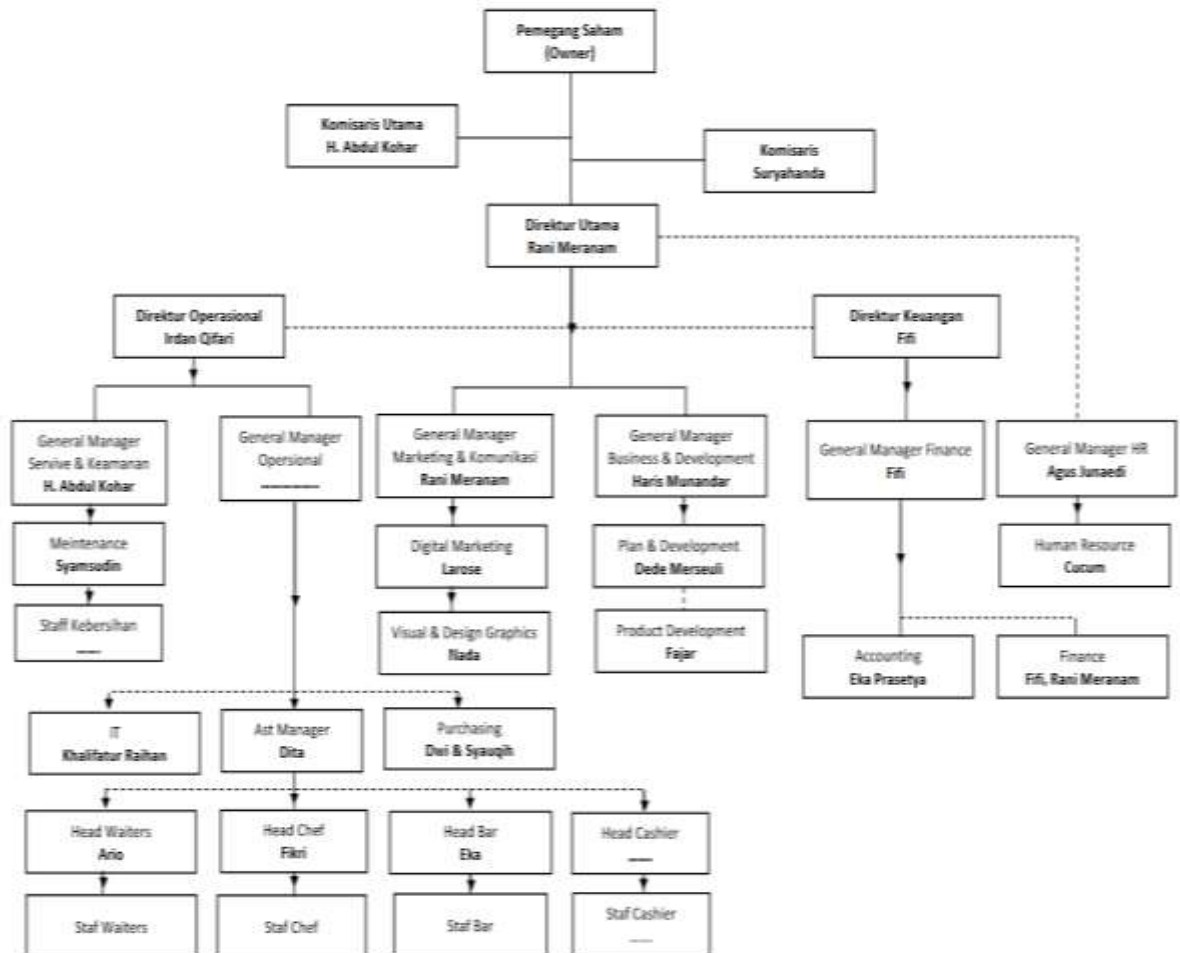 Pemegang Saham
(Owner)
Komisaris Utama
H. Abdul Kohar
Komisaris
Suryahanda
Direktur Utama
Rani Meranam
Direktur Operasional
Irdan Qifari
Direktur Keuangan
Fifi
General Manager
Servive & Keamanan
H. Abdul Kohar
General Manager
Opersional
General Manager
Marketing & Komunikasi
Rani Meranam
General Manager
Business & Development
Haris Munandar
General Manager Finance
Fifi
General Manager HR
Agus Junaedi
Meintenance
Syamsudin
Digital Marketing
Larose
Plan & Development
Dede Merseuli
Human Resource
Cucum
Staff Kebersihan
Visual & Design Graphics
Nada
Product Development
Fajar
Accounting
Eka Prasetya
Finance
Fifi, Rani Meranam
IT
Khalifatur Raihan
Ast Manager
Dita
Purchasing
Dwi & Syauqih
Head Waiters
Ario
Head Chef
Fikri
Head Bar
Eka
Head Cashier
Staf Waiters
Staf Chef
Staf Bar
Staf Cashier